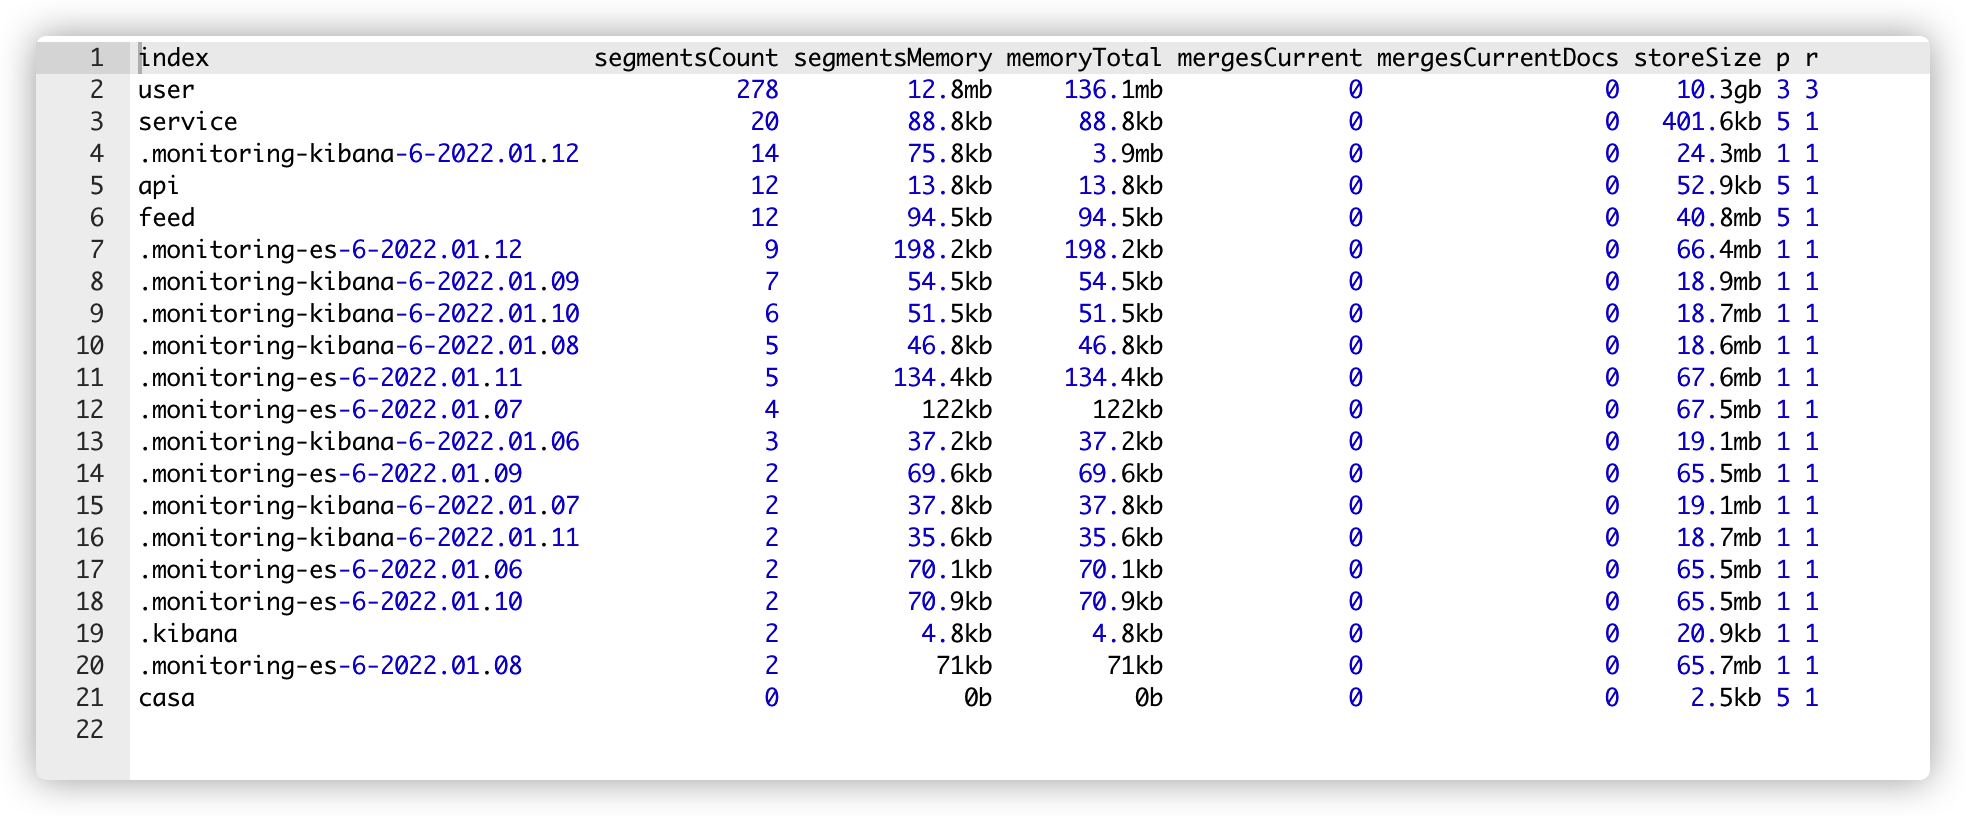 1 index segmentsCount segmentsMemory memoryTotal mergesCurrent mergesCurrentDocs storeSize p r
2 user 278 12.8mb 136.1mb 0 0 10.3gb 3 3
3 service 20 88.8kb 88.8kb 0 0 401.6kb 5 1
4 .monitoring-kibana-6-2022.01.12 14 75.8kb 3.9mb 0 0 24.3mb 1 1
5 api 12 13.8kb 13.8kb 0 0 52.9kb 5 1
6 feed 12 94.5kb 94.5kb 0 0 40.8mb 5 1
7 .monitoring-es-6-2022.01.12 9 198.2kb 198.2kb 0 0 66.4mb 1 1
8 .monitoring-kibana-6-2022.01.09 7 54.5kb 54.5kb 0 0 18.9mb 1 1
9 .monitoring-kibana-6-2022.01.10 6 51.5kb 51.5kb 0 0 18.7mb 1 1
10 .monitoring-kibana-6-2022.01.08 5 46.8kb 46.8kb 0 0 18.6mb 1 1
11 .monitoring-es-6-2022.01.11 5 134.4kb 134.4kb 0 0 67.6mb 1 1
12 .monitoring-es-6-2022.01.07 4 122kb 122kb 0 0 67.5mb 1 1
13 .monitoring-kibana-6-2022.01.06 3 37.2kb 37.2kb 0 0 19.1mb 1 1
14 .monitoring-es-6-2022.01.09 2 69.6kb 69.6kb 0 0 65.5mb 1 1
15 .monitoring-kibana-6-2022.01.07 2 37.8kb 37.8kb 0 0 19.1mb 1 1
16 .monitoring-kibana-6-2022.01.11 2 35.6kb 35.6kb 0 0 18.7mb 1 1
17 .monitoring-es-6-2022.01.06 2 70.1kb 70.1kb 0 0 65.5mb 1 1
18 .monitoring-es-6-2022.01.10 2 70.9kb 70.9kb 0 0 65.5mb 1 1
19 .kibana 2 4.8kb 4.8kb 0 0 20.9kb 1 1
20 .monitoring-es-6-2022.01.08 2 71kb 71kb 0 0 65.7mb 1 1
21 casa 0 0b 0b 0 0 2.5kb 5 1
22